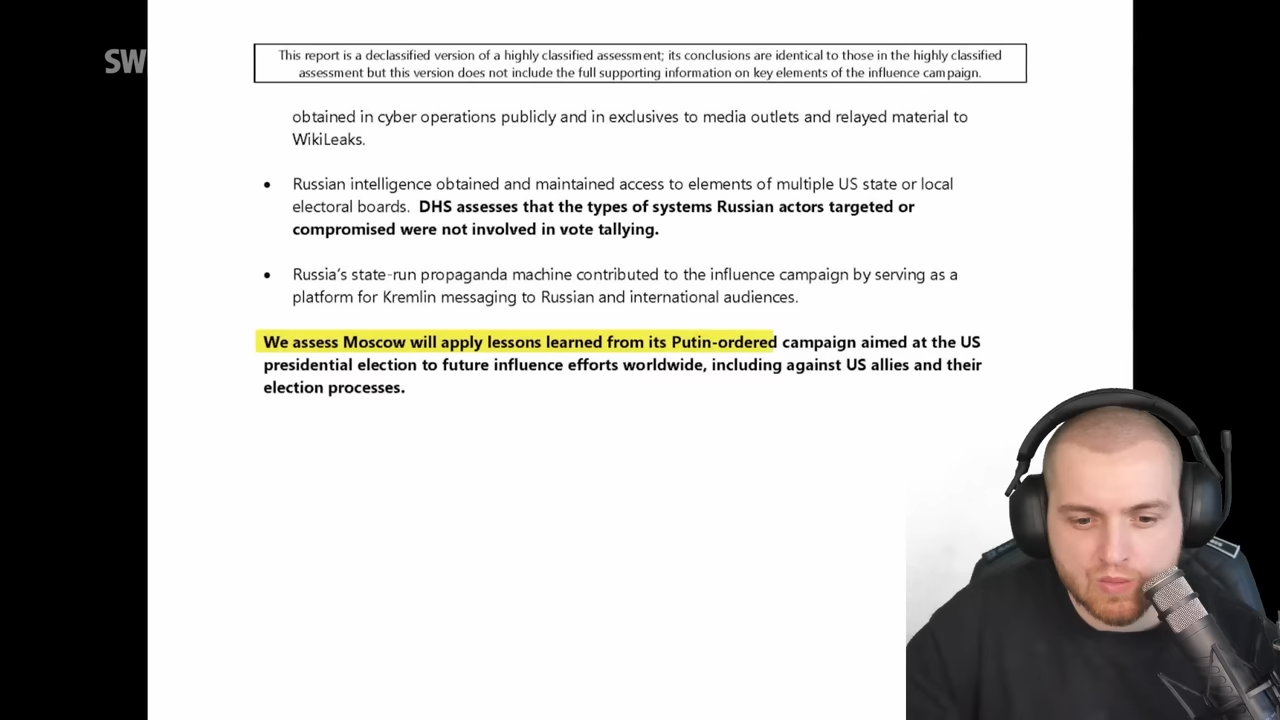 SW
This report is a declassified version of a highly classified assessment; its conclusions are identical to those in the highly classified
assessment but this version does not include the full supporting information on key elements of the influence campaign.
obtained in cyber operations publicly and in exclusives to media outlets and relayed material to
WikiLeaks.
• Russian intelligence obtained and maintained access to elements of multiple US state or local
electoral boards. DHS assesses that the types of systems Russian actors targeted or
compromised were not involved in vote tallying.
• Russia's state-run propaganda machine contributed to the influence campaign by serving as a
platform for Kremlin messaging to Russian and international audiences.
We assess Moscow will apply lessons learned from its Putin-ordered campaign aimed at the US
presidential election to future influence efforts worldwide, including against US allies and their
election processes.